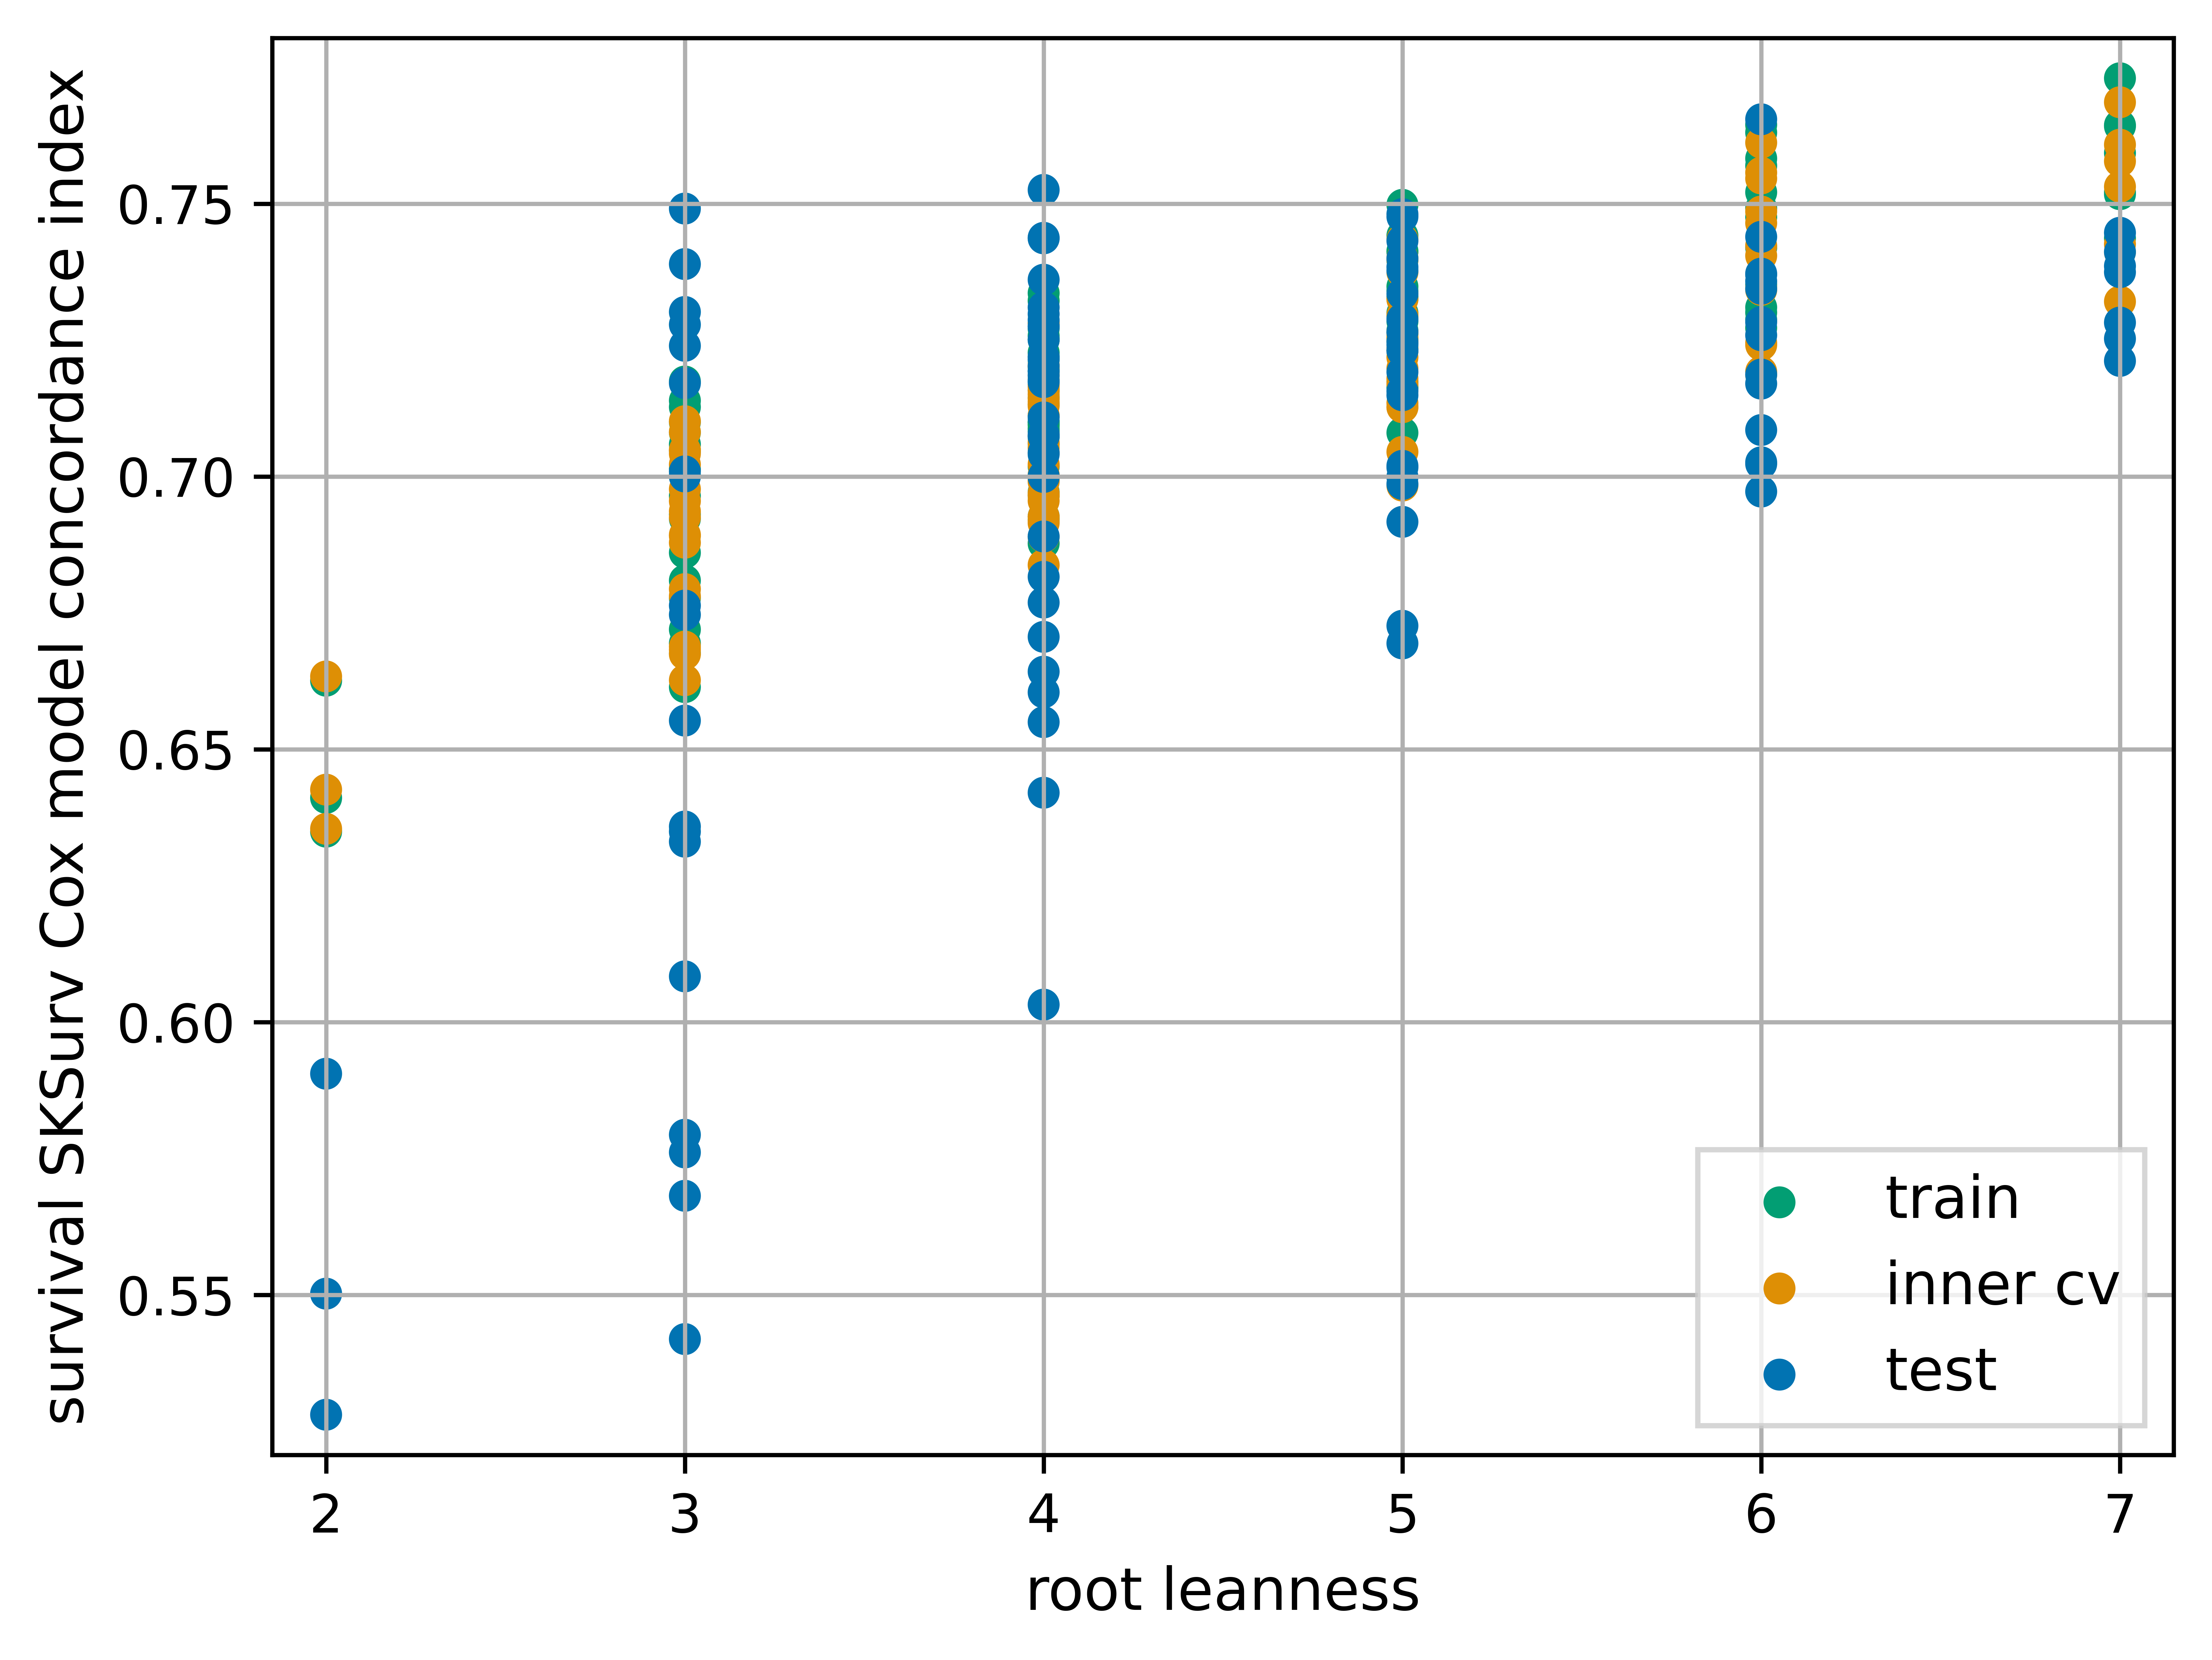 survival SKSurv Cox model concordance index
0.75
0.70
0.65
0.60
0.55
2 3 4 5 6 7
root leanness
train
inner cv
test